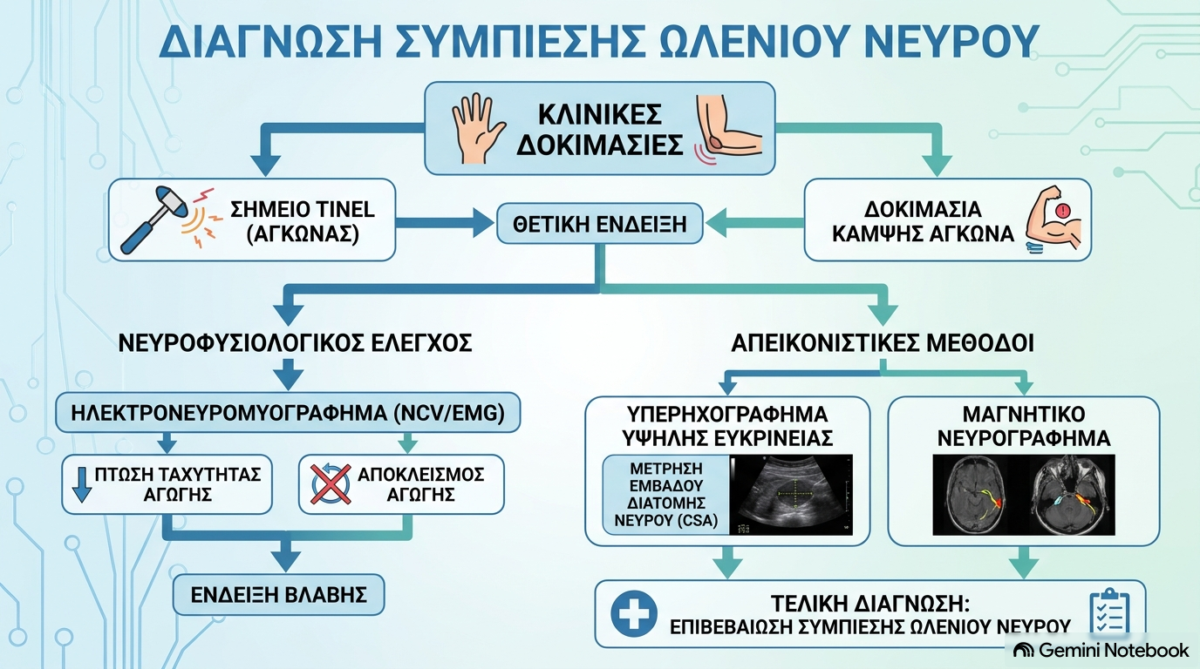 ΔΙΑΓΝΩΣΗ ΣΥΜΠΙΕΣΗΣ ΩΛΕΝΙΟΥ ΝΕΥΡΟΥ
ΚΛΙΝΙΚΕΣ
ΔΟΚΙΜΑΣΙΕΣ
ΣΗΜΕΙΟ TINEL
(ΑΓΚΩΝΑΣ)
ΘΕΤΙΚΗ ΕΝΔΕΙΞΗ
ΔΟΚΙΜΑΣΙΑ
ΚΑΜΨΗΣ ΑΓΚΩΝΑ
ΝΕΥΡΟΦΥΣΙΟΛΟΓΙΚΟΣ ΕΛΕΓΧΟΣ
ΗΛΕΚΤΡΟΝΕΥΡΟΜΥΟΓΡΑΦΗΜΑ (NCV/EMG)
ΠΤΩΣΗ ΤΑΧΥΤΗΤΑΣ
ΑΓΩΓΗΣ
ΑΠΟΚΛΕΙΣΜΟΣ
ΑΓΩΓΗΣ
ΕΝΔΕΙΞΗ ΒΛΑΒΗΣ
ΑΠΕΙΚΟΝΙΣΤΙΚΕΣ ΜΕΘΟΔΟΙ
ΥΠΕΡΗΧΟΓΡΑΦΗΜΑ
ΥΨΗΛΗΣ ΕΥΚΡΙΝΕΙΑΣ
ΜΕΤΡΗΣΗ
ΕΜΒΑΔΟΥ
ΔΙΑΤΟΜΗΣ
ΝΕΥΡΟΥ (CSA)
ΜΑΓΝΗΤΙΚΟ
ΝΕΥΡΟΓΡΑΦΗΜΑ
ΤΕΛΙΚΗ ΔΙΑΓΝΩΣΗ:
ΕΠΙΒΕΒΑΙΩΣΗ ΣΥΜΠΙΕΣΗΣ ΩΛΕΝΙΟΥ ΝΕΥΡΟΥ
Gemini Notebook